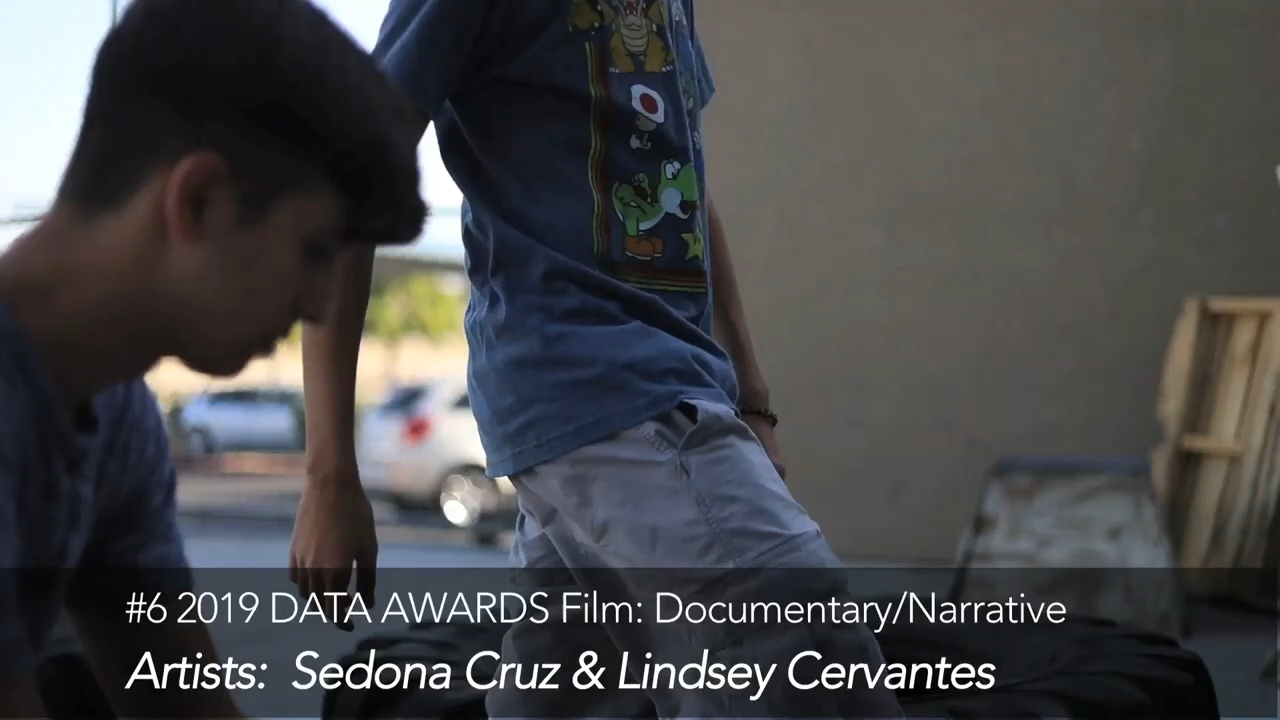 #6 2019 DATA AWARDS Film: Documentary/Narrative
Artists: Sedona Cruz & Lindsey Cervantes